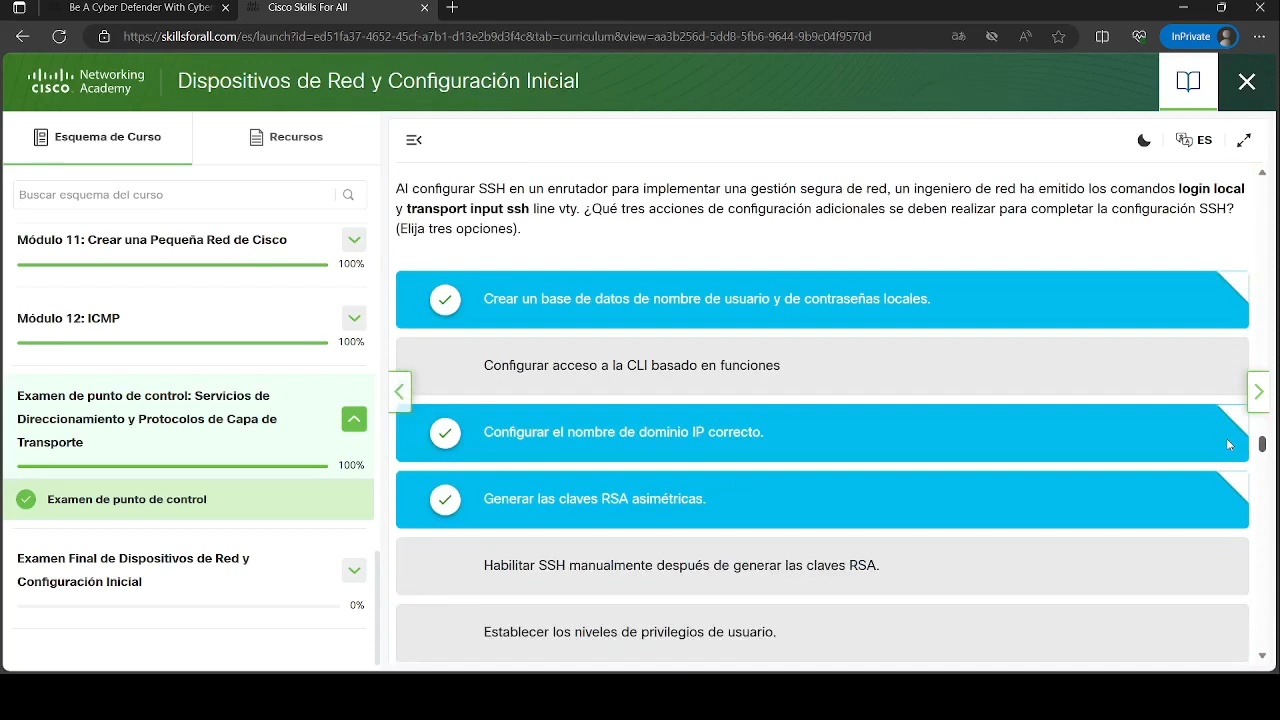 Be A Cyber Defender With Cyber
Cisco Skills For All
https://skillsforall.com/es/launch?id=ed51fa37-4652-45cf-a7b1-d13e2b9d3f4c&tab=curriculum&view=aa3b256d-5dd8-5fb6-9644-9b9c04f9570d
InPrivate
CISCO Networking Academy
Dispositivos de Red y Configuración Inicial
Esquema de Curso
Recursos
ES
Buscar esquema del curso
Módulo 11: Crear una Pequeña Red de Cisco
100%
Módulo 12: ICMP
100%
Examen de punto de control: Servicios de
Direccionamiento y Protocolos de Capa de
Transporte
100%
Examen de punto de control
Examen Final de Dispositivos de Red y
Configuración Inicial
0%
Al configurar SSH en un enrutador para implementar una gestión segura de red, un ingeniero de red ha emitido los comandos login local
y transport input ssh line vty. ¿Qué tres acciones de configuración adicionales se deben realizar para completar la configuración SSH?
(Elija tres opciones).
Crear un base de datos de nombre de usuario y de contraseñas locales.
Configurar acceso a la CLI basado en funciones
Configurar el nombre de dominio IP correcto.
Generar las claves RSA asimétricas.
Habilitar SSH manualmente después de generar las claves RSA.
Establecer los niveles de privilegios de usuario.